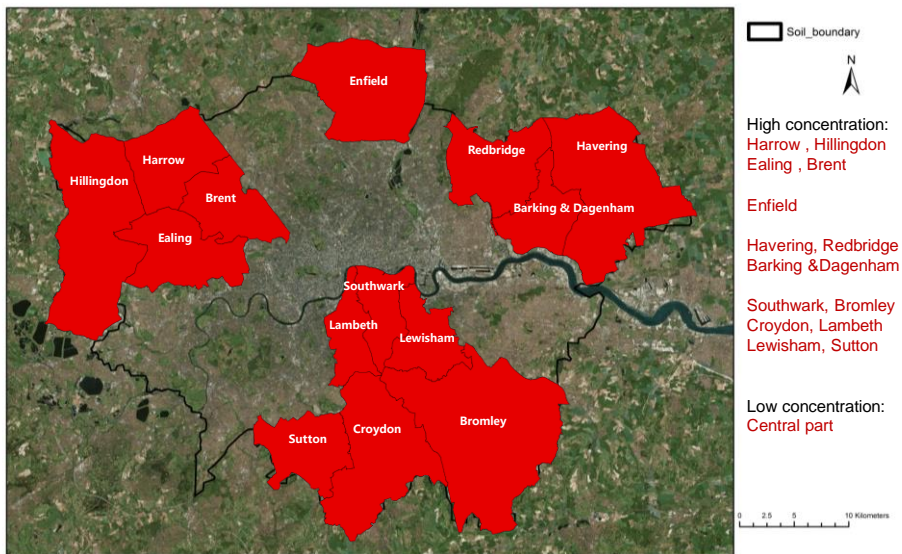 Soil_boundary
N
Enfield
Harrow
Hillingdon
Brent
Ealing
Redbridge
Havering
Barking & Dagenham
Southwark
Lambeth
Lewisham
Sutton
Croydon
Bromley
High concentration:
Harrow , Hillingdon
Ealing , Brent
Enfield
Havering, Redbridge
Barking &Dagenham
Southwark, Bromley
Croydon, Lambeth
Lewisham, Sutton
Low concentration:
Central part
0 2.5 5 10 Kilometers